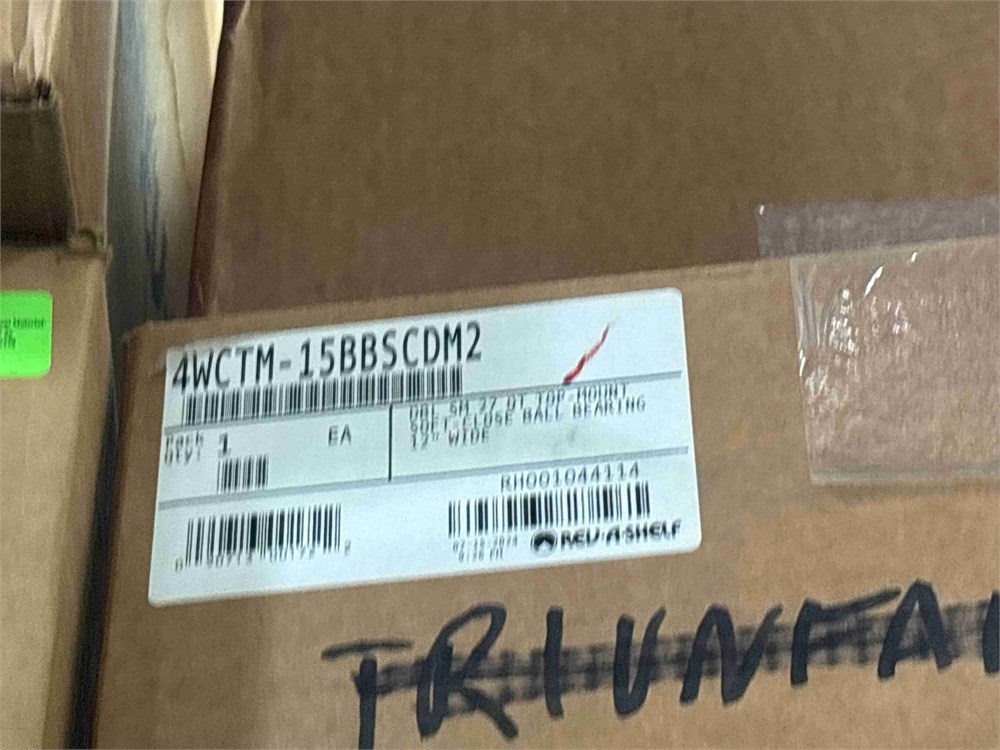 4WCTM-15BBSCDM2
Pack
Qty:
1
EA
DBL SM 27 QT TOP-MOUNT
SOFT-CLOSE BALL BEARING
12" WIDE
RH001044114
REV-A-SHELF
TRIUNFA